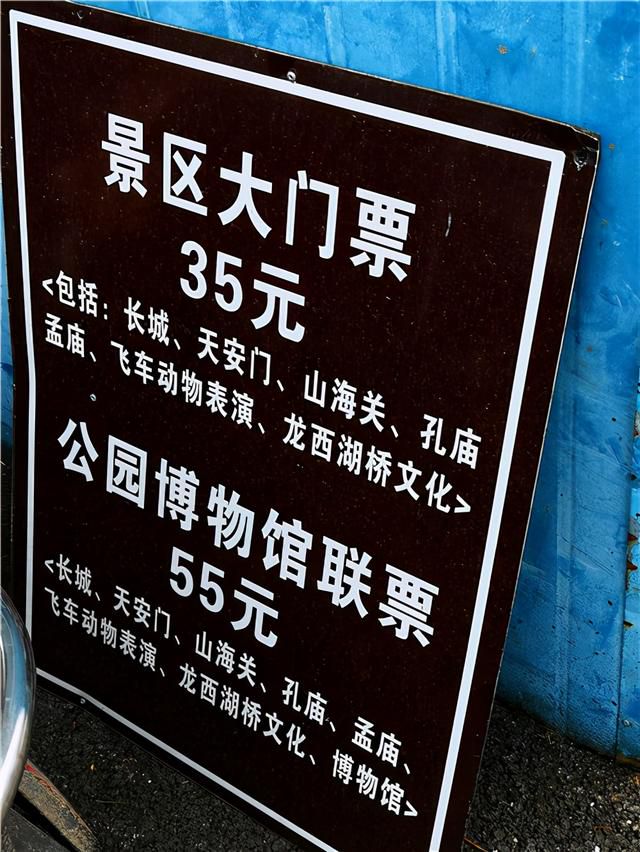 景区大门票
35元
<包括：长城、天安门、山海关、孔庙
孟庙、飞车动物表演、龙西湖桥文化>
公园博物馆联票
55元
<长城、天安门、山海关、孔庙、孟庙、
飞车动物表演、龙西湖桥文化、博物馆>